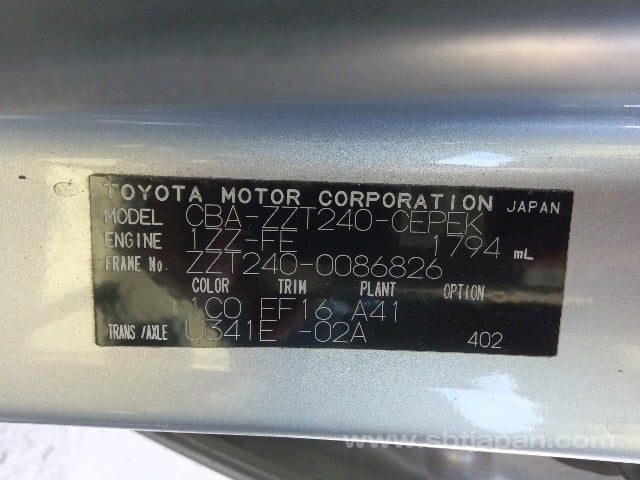 TOYOTA MOTOR CORPORATION JAPAN
MODEL CBA-ZZT240-CEPEK
ENGINE 1ZZ-FE 1794 mL
FRAME No. ZZT240-0086826
COLOR TRIM PLANT OPTION
1C0 EF16 A41
TRANS/AXLE U341E -02A 402
www.sbtjapan.com